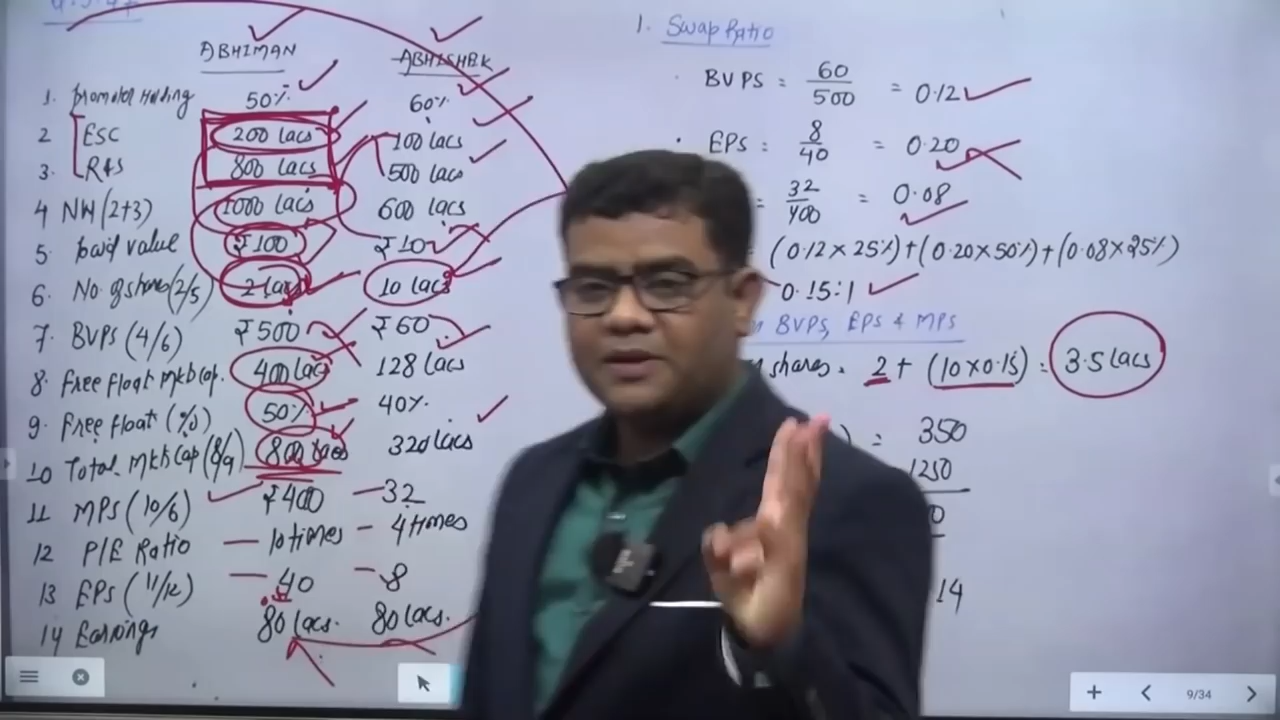 ABHIMAN ABHISHEK
1. promoter Holding 50% 60%
2 ESC 200 lacs 100 lacs
3. R&S 800 lacs 500 lacs
4 NW (2+3) 1000 lacs 600 lacs
5. paid value ₹100 ₹10
6. No. of shares (2/5) 2 lacs 10 lacs
7. BVPS (4/6) ₹500 ₹60
8. Free float Mktcap. 400 lacs 128 lacs
9. Free float (%) 50% 40%
10 Total Mktcap (8/9) 800 lacs 320 lacs
11 MPS (10/6) ₹400 32
12 P/E Ratio 10 times 4 times
13 EPS (11/12) 40 8
14 Earnings 80 lacs. 80 lacs.
1. Swap Ratio
BVPS = 60/500 = 0.12
EPS = 8/40 = 0.20
= 32/400 = 0.08
(0.12 × 25%) + (0.20 × 50%) + (0.08 × 25%)
0.15:1
BVPS, EPS & MPS
shares. = 2 + (10 × 0.15) = 3.5 lacs
) = 350
1250
0
14
9/34